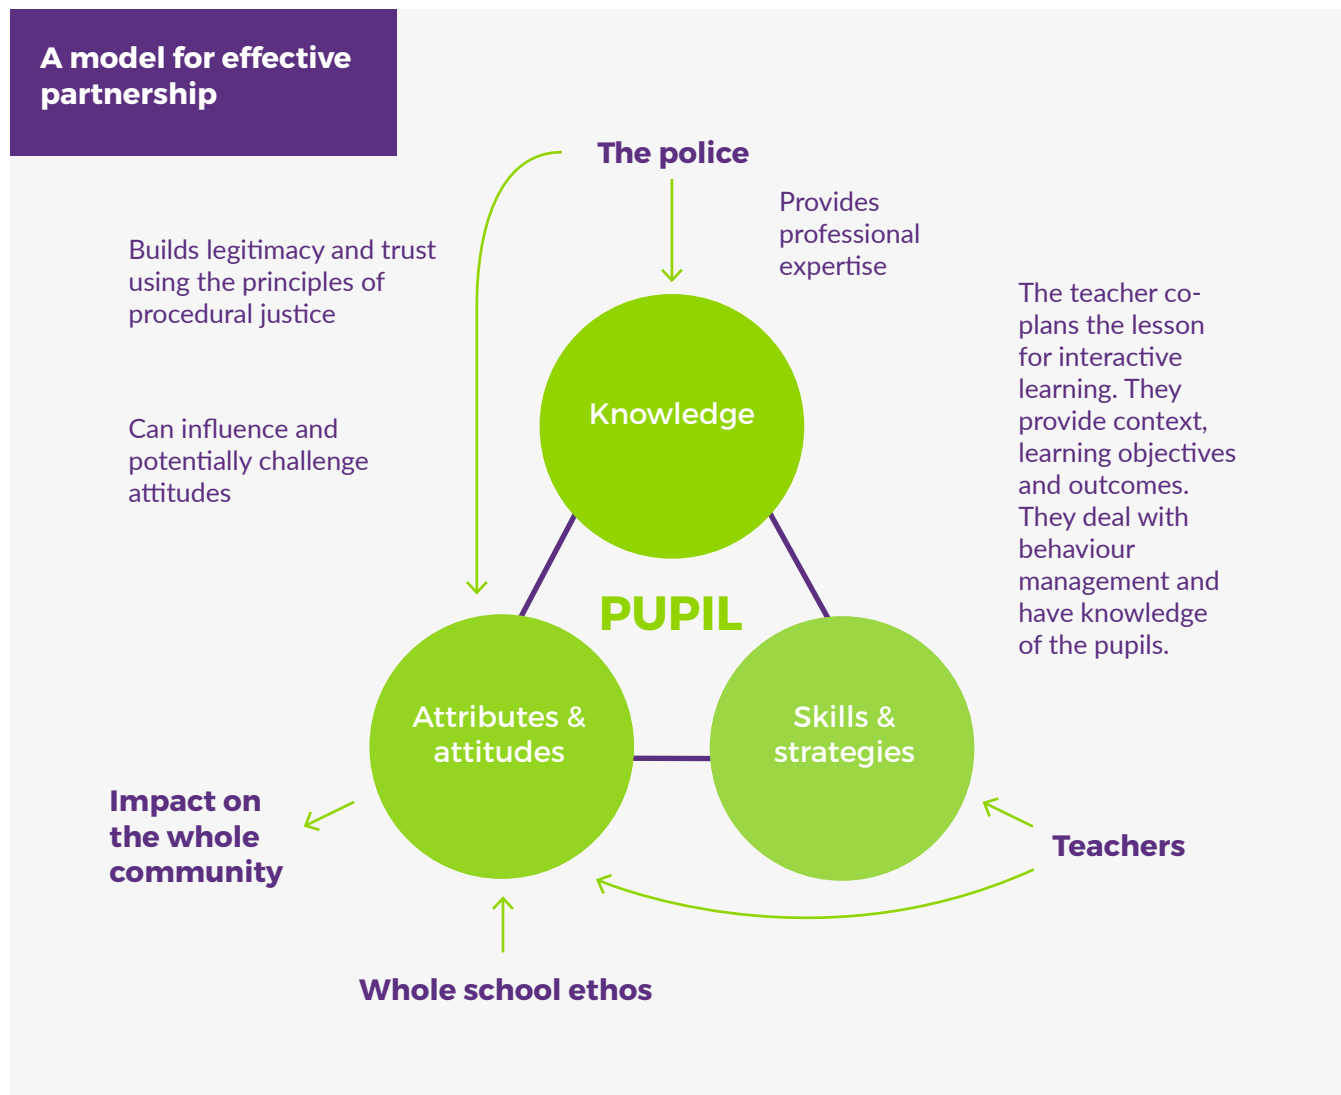 A model for effective
partnership
The police
Provides
professional
expertise
Builds legitimacy and trust
using the principles of
procedural justice
Can influence and
potentially challenge
attitudes
The teacher co-
plans the lesson
for interactive
learning. They
provide context,
learning objectives
and outcomes.
They deal with
behaviour
management and
have knowledge
of the pupils.
Knowledge
PUPIL
Attributes &
attitudes
Skills &
strategies
Impact on
the whole
community
Teachers
Whole school ethos